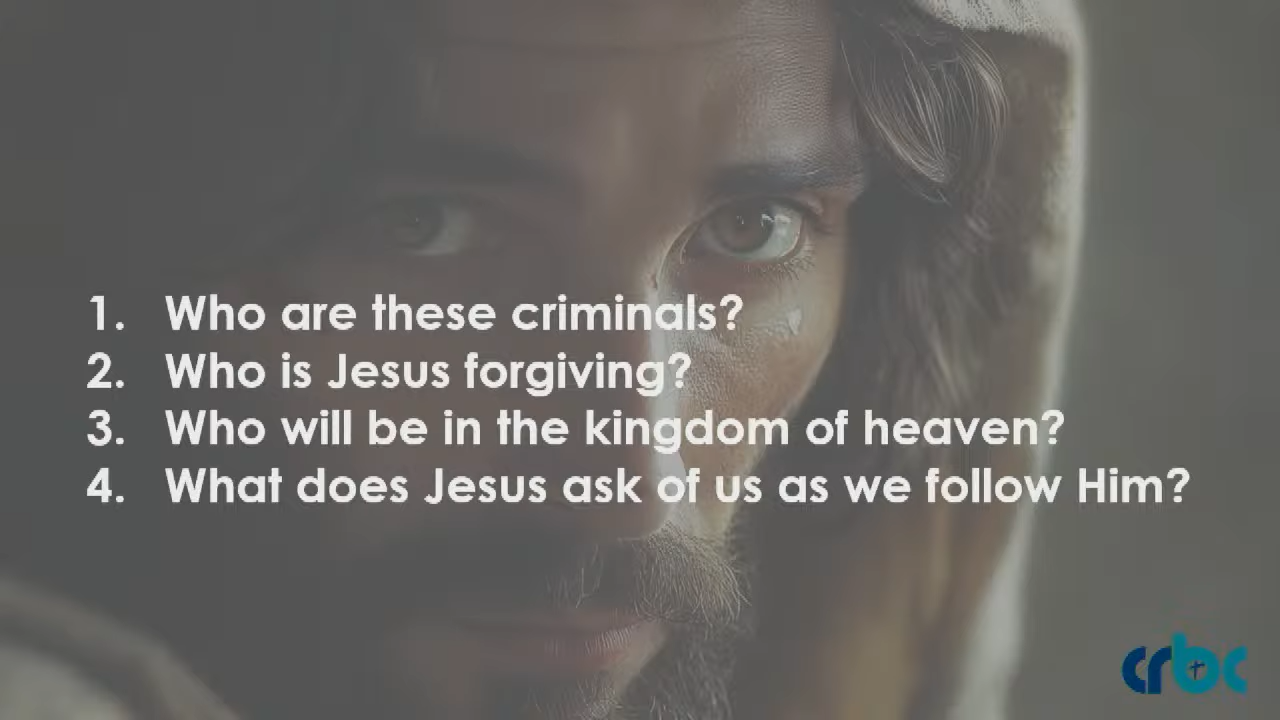 1. Who are these criminals?
2. Who is Jesus forgiving?
3. Who will be in the kingdom of heaven?
4. What does Jesus ask of us as we follow Him?
crbc